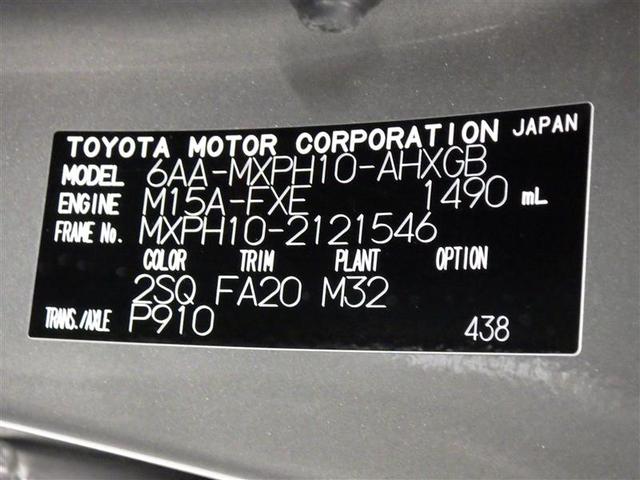 TOYOTA MOTOR CORPORATION JAPAN
MODEL 6AA-MXPH10-AHXGB
ENGINE M15A-FXE 1490 mL
FRAME No. MXPH10-2121546
COLOR TRIM PLANT OPTION
2SQ FA20 M32
TRANS./AXLE P910 438